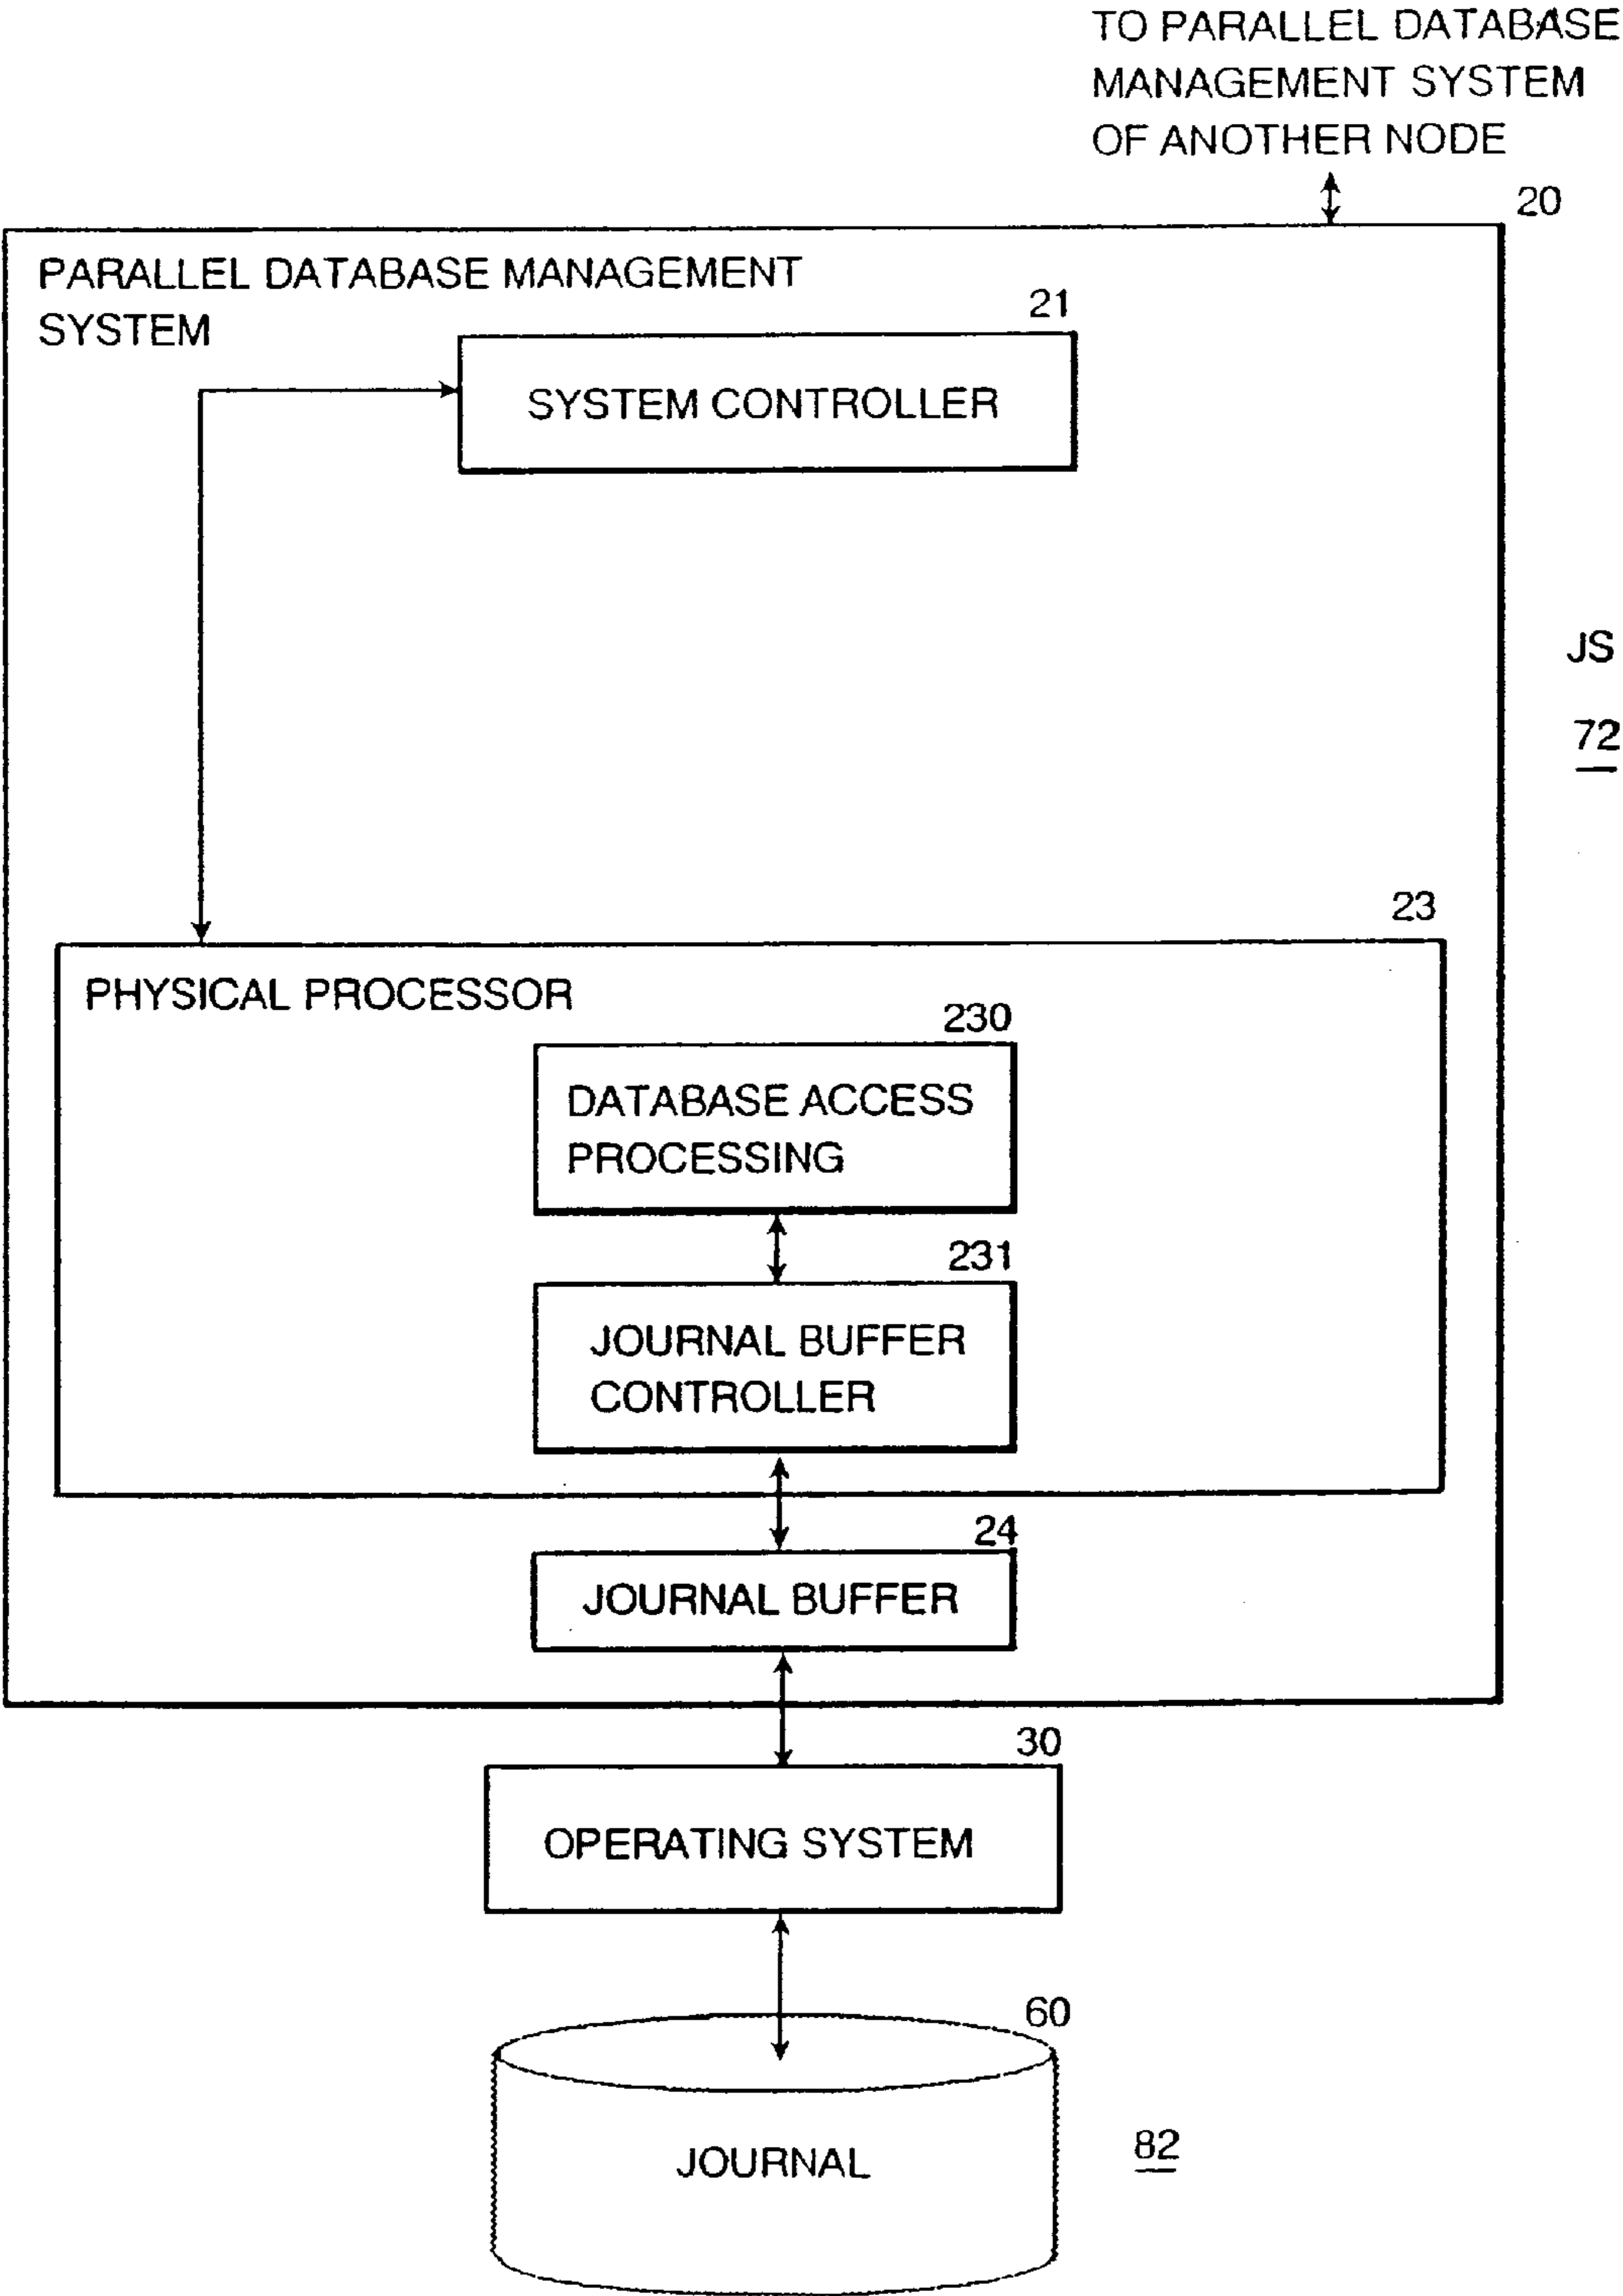 TO PARALLEL DATABASE
MANAGEMENT SYSTEM
OF ANOTHER NODE
20
PARALLEL DATABASE MANAGEMENT
SYSTEM
21
SYSTEM CONTROLLER
JS
72
23
PHYSICAL PROCESSOR
230
DATABASE ACCESS
PROCESSING
231
JOURNAL BUFFER
CONTROLLER
24
JOURNAL BUFFER
30
OPERATING SYSTEM
60
JOURNAL
82